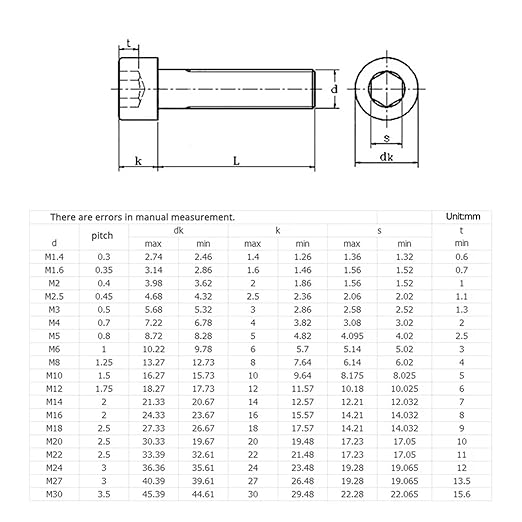 t
d
s
k
L
dk
There are errors in manual measurement. Unit:mm
d pitch dk k s t
max min max min max min min
M1.4 0.3 2.74 2.46 1.4 1.26 1.36 1.32 0.6
M1.6 0.35 3.14 2.86 1.6 1.46 1.56 1.52 0.7
M2 0.4 3.98 3.62 2 1.86 1.56 1.52 1
M2.5 0.45 4.68 4.32 2.5 2.36 2.06 2.02 1.1
M3 0.5 5.68 5.32 3 2.86 2.58 2.52 1.3
M4 0.7 7.22 6.78 4 3.82 3.08 3.02 2
M5 0.8 8.72 8.28 5 4.82 4.095 4.02 2.5
M6 1 10.22 9.78 6 5.7 5.14 5.02 3
M8 1.25 13.27 12.73 8 7.64 6.14 6.02 4
M10 1.5 16.27 15.73 10 9.64 8.175 8.025 5
M12 1.75 18.27 17.73 12 11.57 10.18 10.025 6
M14 2 21.33 20.67 14 12.57 12.21 12.032 7
M16 2 24.33 23.67 16 15.57 14.21 14.032 8
M18 2.5 27.33 26.67 18 17.57 14.21 14.032 9
M20 2.5 30.33 19.67 20 19.48 17.23 17.05 10
M22 2.5 33.39 32.61 22 21.48 17.23 17.05 11
M24 3 36.36 35.61 24 23.48 19.28 19.065 12
M27 3 40.39 39.61 27 26.48 19.28 19.065 13.5
M30 3.5 45.39 44.61 30 29.48 22.28 22.065 15.6